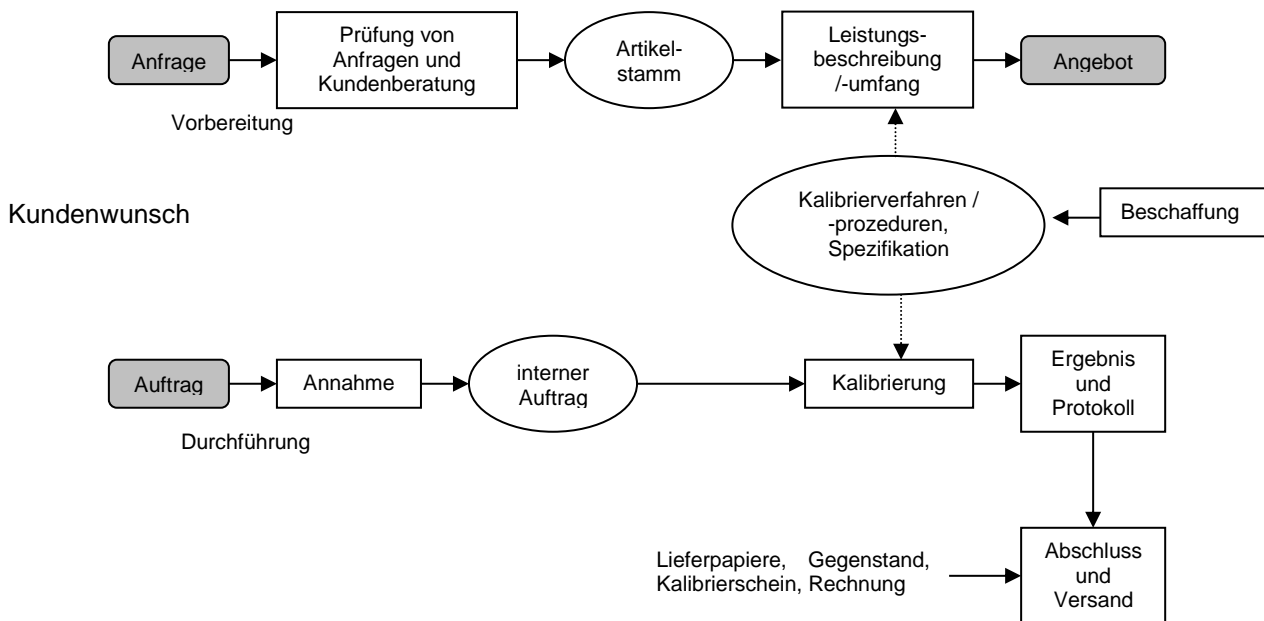 Anfrage
Prüfung von
Anfragen und
Kundenberatung
Artikel-
stamm
Leistungs-
beschreibung
/-umfang
Angebot
Vorbereitung
Kundenwunsch
Kalibrierverfahren /
-prozeduren,
Spezifikation
Beschaffung
Auftrag
Annahme
interner
Auftrag
Kalibrierung
Ergebnis
und
Protokoll
Durchführung
Lieferpapiere, Gegenstand,
Kalibrierschein, Rechnung
Abschluss
und
Versand